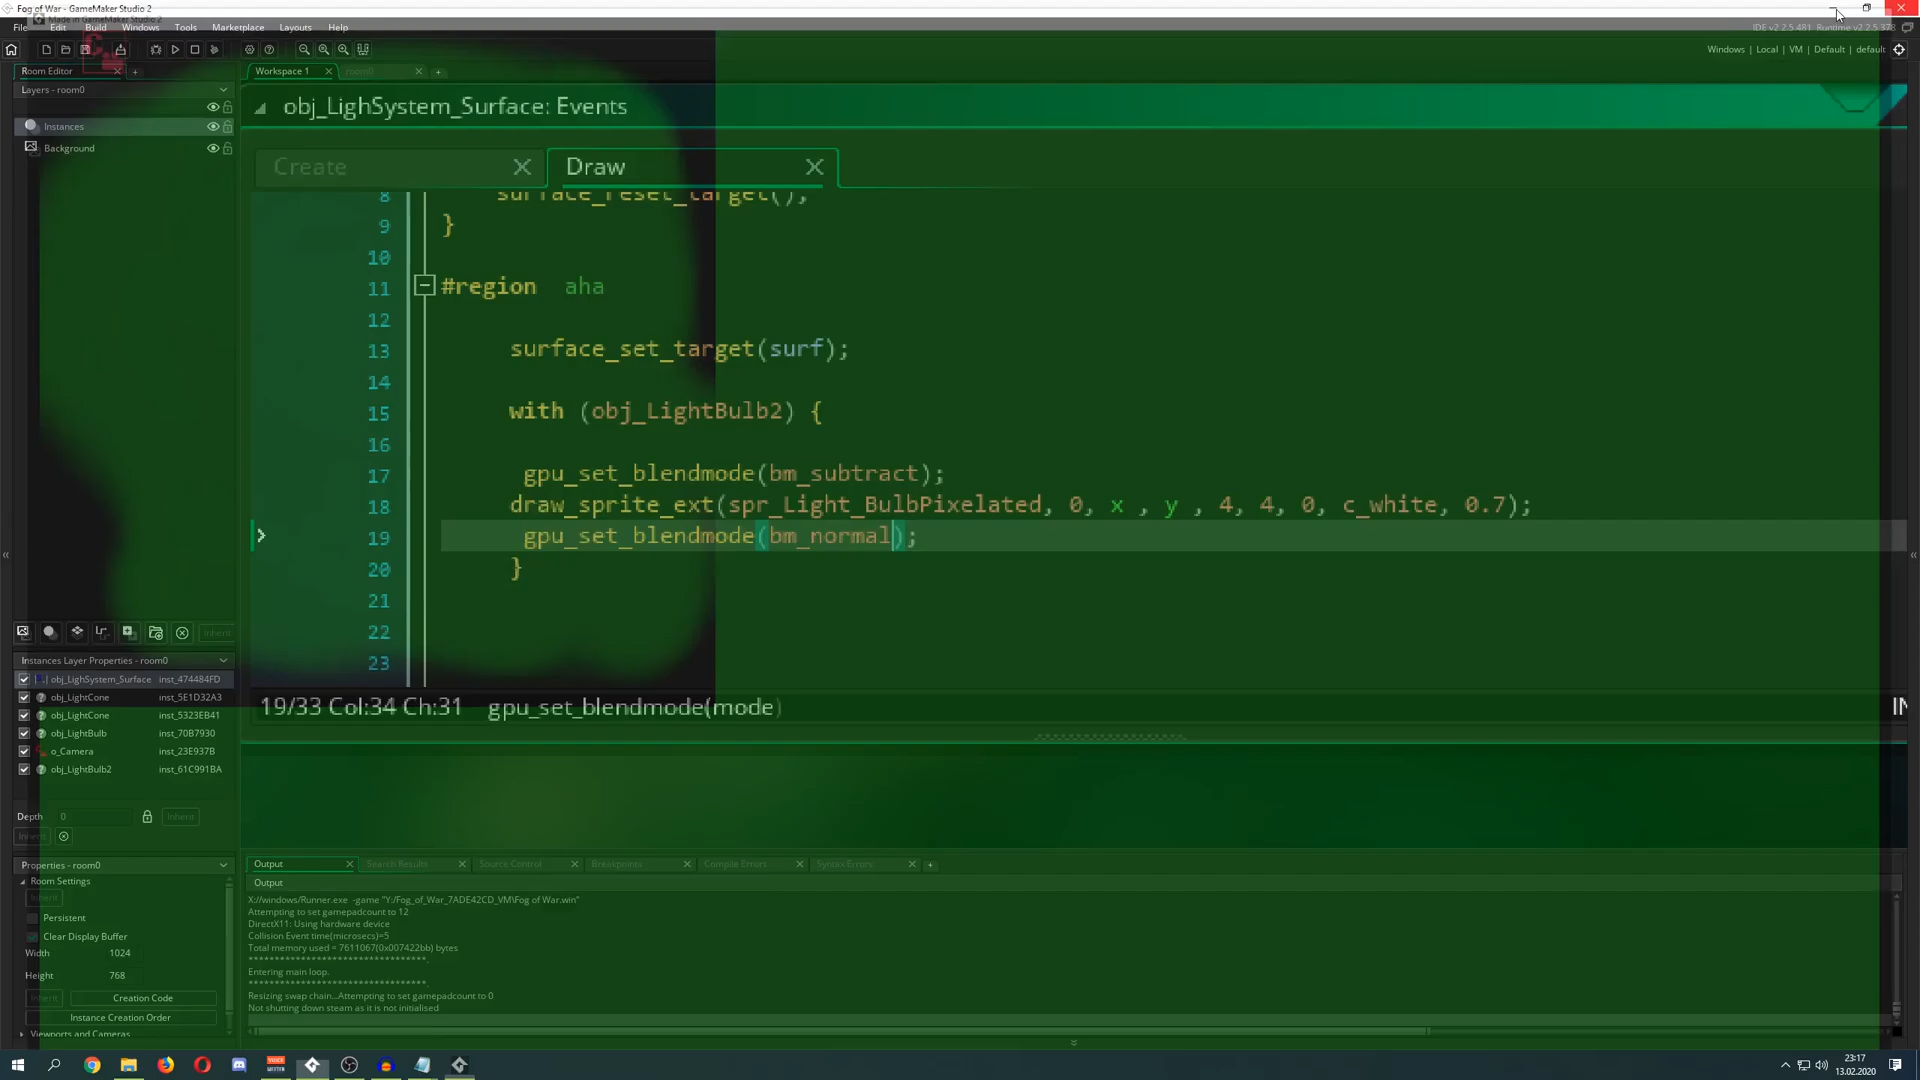 Fog of War - GameMaker Studio 2
Made in GameMaker Studio 2
File Edit Build Windows Tools Marketplace Layouts Help
IDE v2.2.5.481 Runtime v2.2.5.378
Windows | Local | VM | Default | default
Room Editor
Workspace 1
room0
Layers - room0
Instances
Background
obj_LighSystem_Surface: Events
Create
Draw
8 surface_reset_target();
9 }
10
11 #region aha
12
13 surface_set_target(surf);
14
15 with (obj_LightBulb2) {
16
17 gpu_set_blendmode(bm_subtract);
18 draw_sprite_ext(spr_Light_BulbPixelated, 0, x , y , 4, 4, 0, c_white, 0.7);
19 gpu_set_blendmode(bm_normal);
20 }
21
22
23
19/33 Col:34 Ch:31 gpu_set_blendmode(mode)
IN
Inherit
Instances Layer Properties - room0
obj_LighSystem_Surface inst_474484FD
obj_LightCone inst_5E1D32A3
obj_LightCone inst_5323EB41
obj_LightBulb inst_70B7930
o_Camera inst_23E937B
obj_LightBulb2 inst_61C991BA
Depth 0 Inherit
Inherit
Properties - room0
Room Settings
Inherit
Persistent
Clear Display Buffer
Width 1024
Height 768
Inherit Creation Code
Instance Creation Order
Viewports and Cameras
Output Search Results Source Control Breakpoints Compile Errors Syntax Errors
Output
X://windows/Runner.exe -game "Y:/Fog_of_War_7ADE42CD_VM\Fog of War.win"
Attempting to set gamepadcount to 12
DirectX11: Using hardware device
Collision Event time(microsecs)=5
Total memory used = 7611067(0x007422bb) bytes
**********************************.
Entering main loop.
**********************************.
Resizing swap chain...Attempting to set gamepadcount to 0
Not shutting down steam as it is not initialised
23:17
13.02.2020